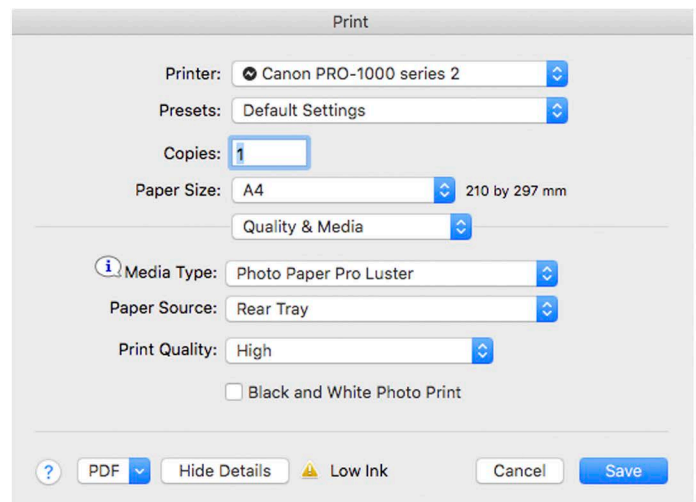 Print
Printer: Canon PRO-1000 series 2
Presets: Default Settings
Copies: 1
Paper Size: A4 210 by 297 mm
Quality & Media
i Media Type: Photo Paper Pro Luster
Paper Source: Rear Tray
Print Quality: High
Black and White Photo Print
? PDF Hide Details Low Ink Cancel Save